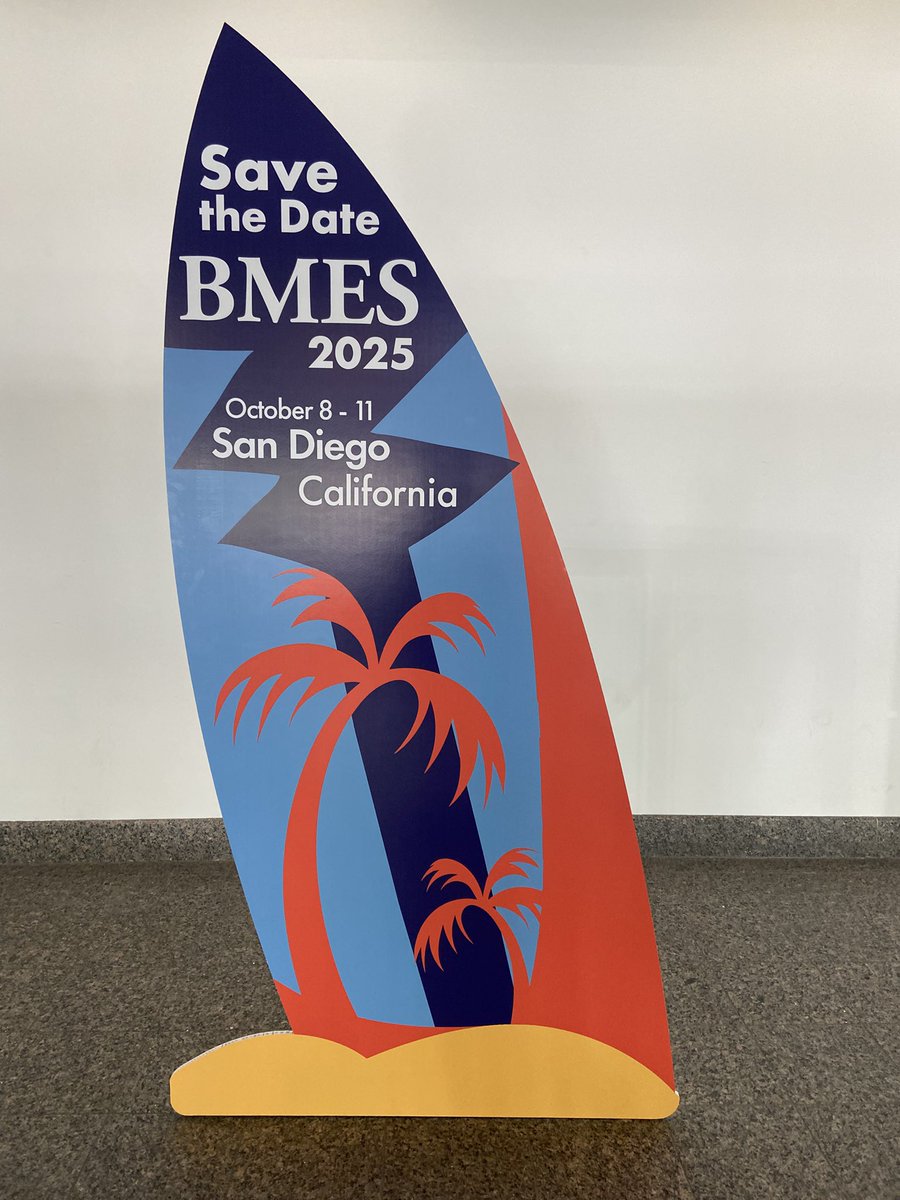 Save
the Date
BMES
2025
October 8 - 11
San Diego
California